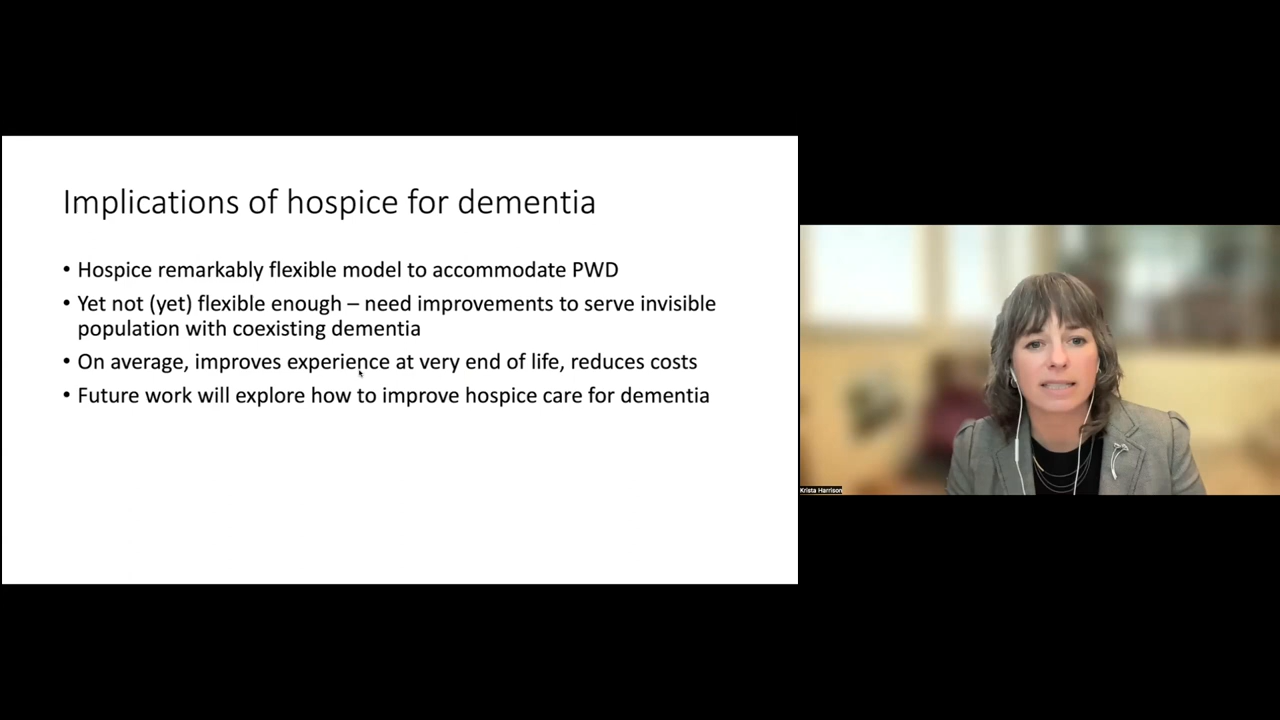 Implications of hospice for dementia
• Hospice remarkably flexible model to accommodate PWD
• Yet not (yet) flexible enough – need improvements to serve invisible
population with coexisting dementia
• On average, improves experience at very end of life, reduces costs
• Future work will explore how to improve hospice care for dementia
Krista Harrison